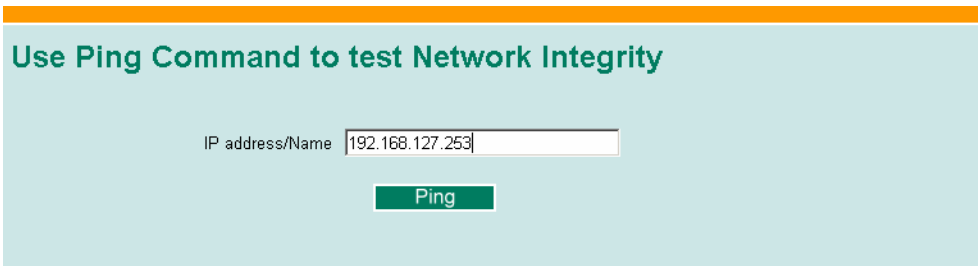 Use Ping Command to test Network Integrity
IP address/Name 192.168.127.253
Ping